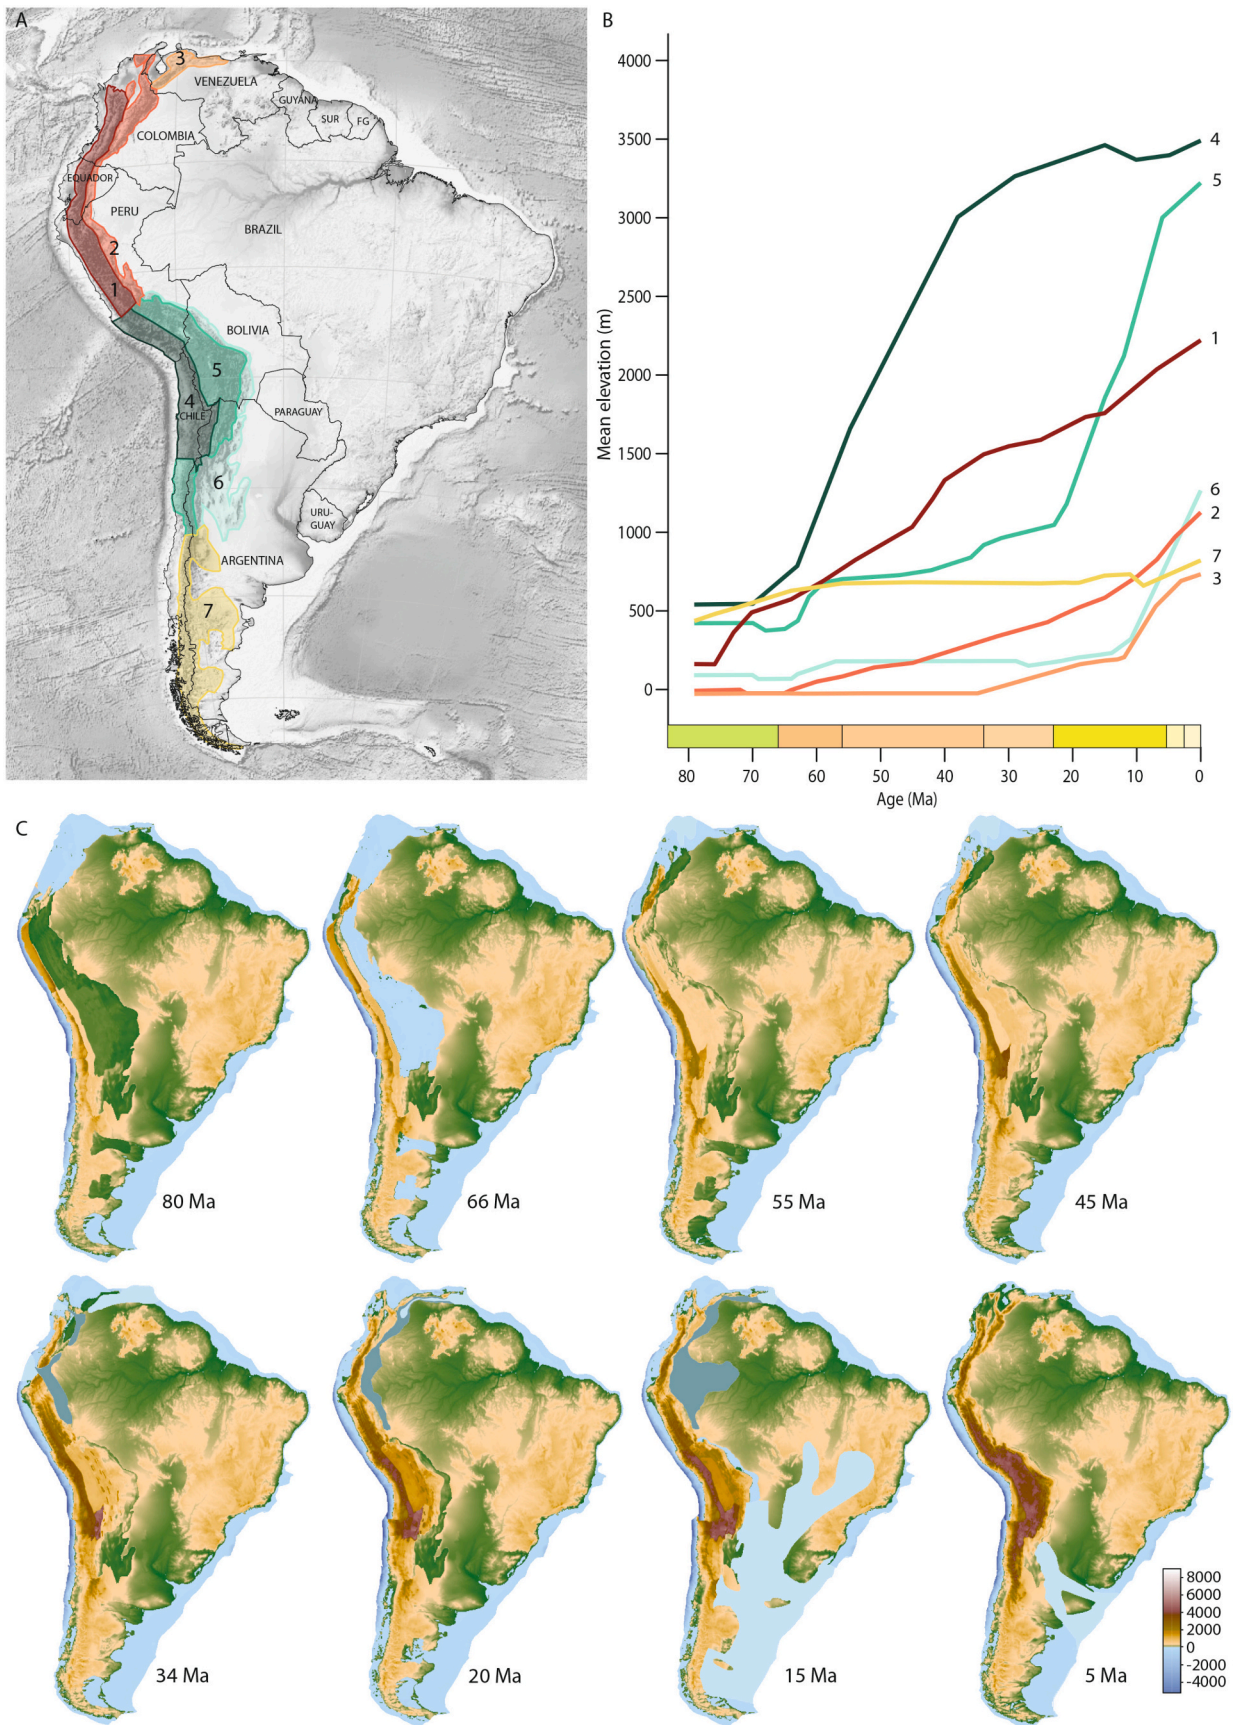 A
3
VENEZUELA
GUYANA
SUR
FG
COLOMBIA
EQUADOR
PERU
BRAZIL
2
1
BOLIVIA
5
4
CHILE
PARAGUAY
6
URU-
GUAY
ARGENTINA
7
B
Mean elevation (m)
4000
3500
3000
2500
2000
1500
1000
500
0
4
5
1
6
2
7
3
80 70 60 50 40 30 20 10 0
Age (Ma)
C
80 Ma
66 Ma
55 Ma
45 Ma
34 Ma
20 Ma
15 Ma
5 Ma
8000
6000
4000
2000
0
-2000
-4000